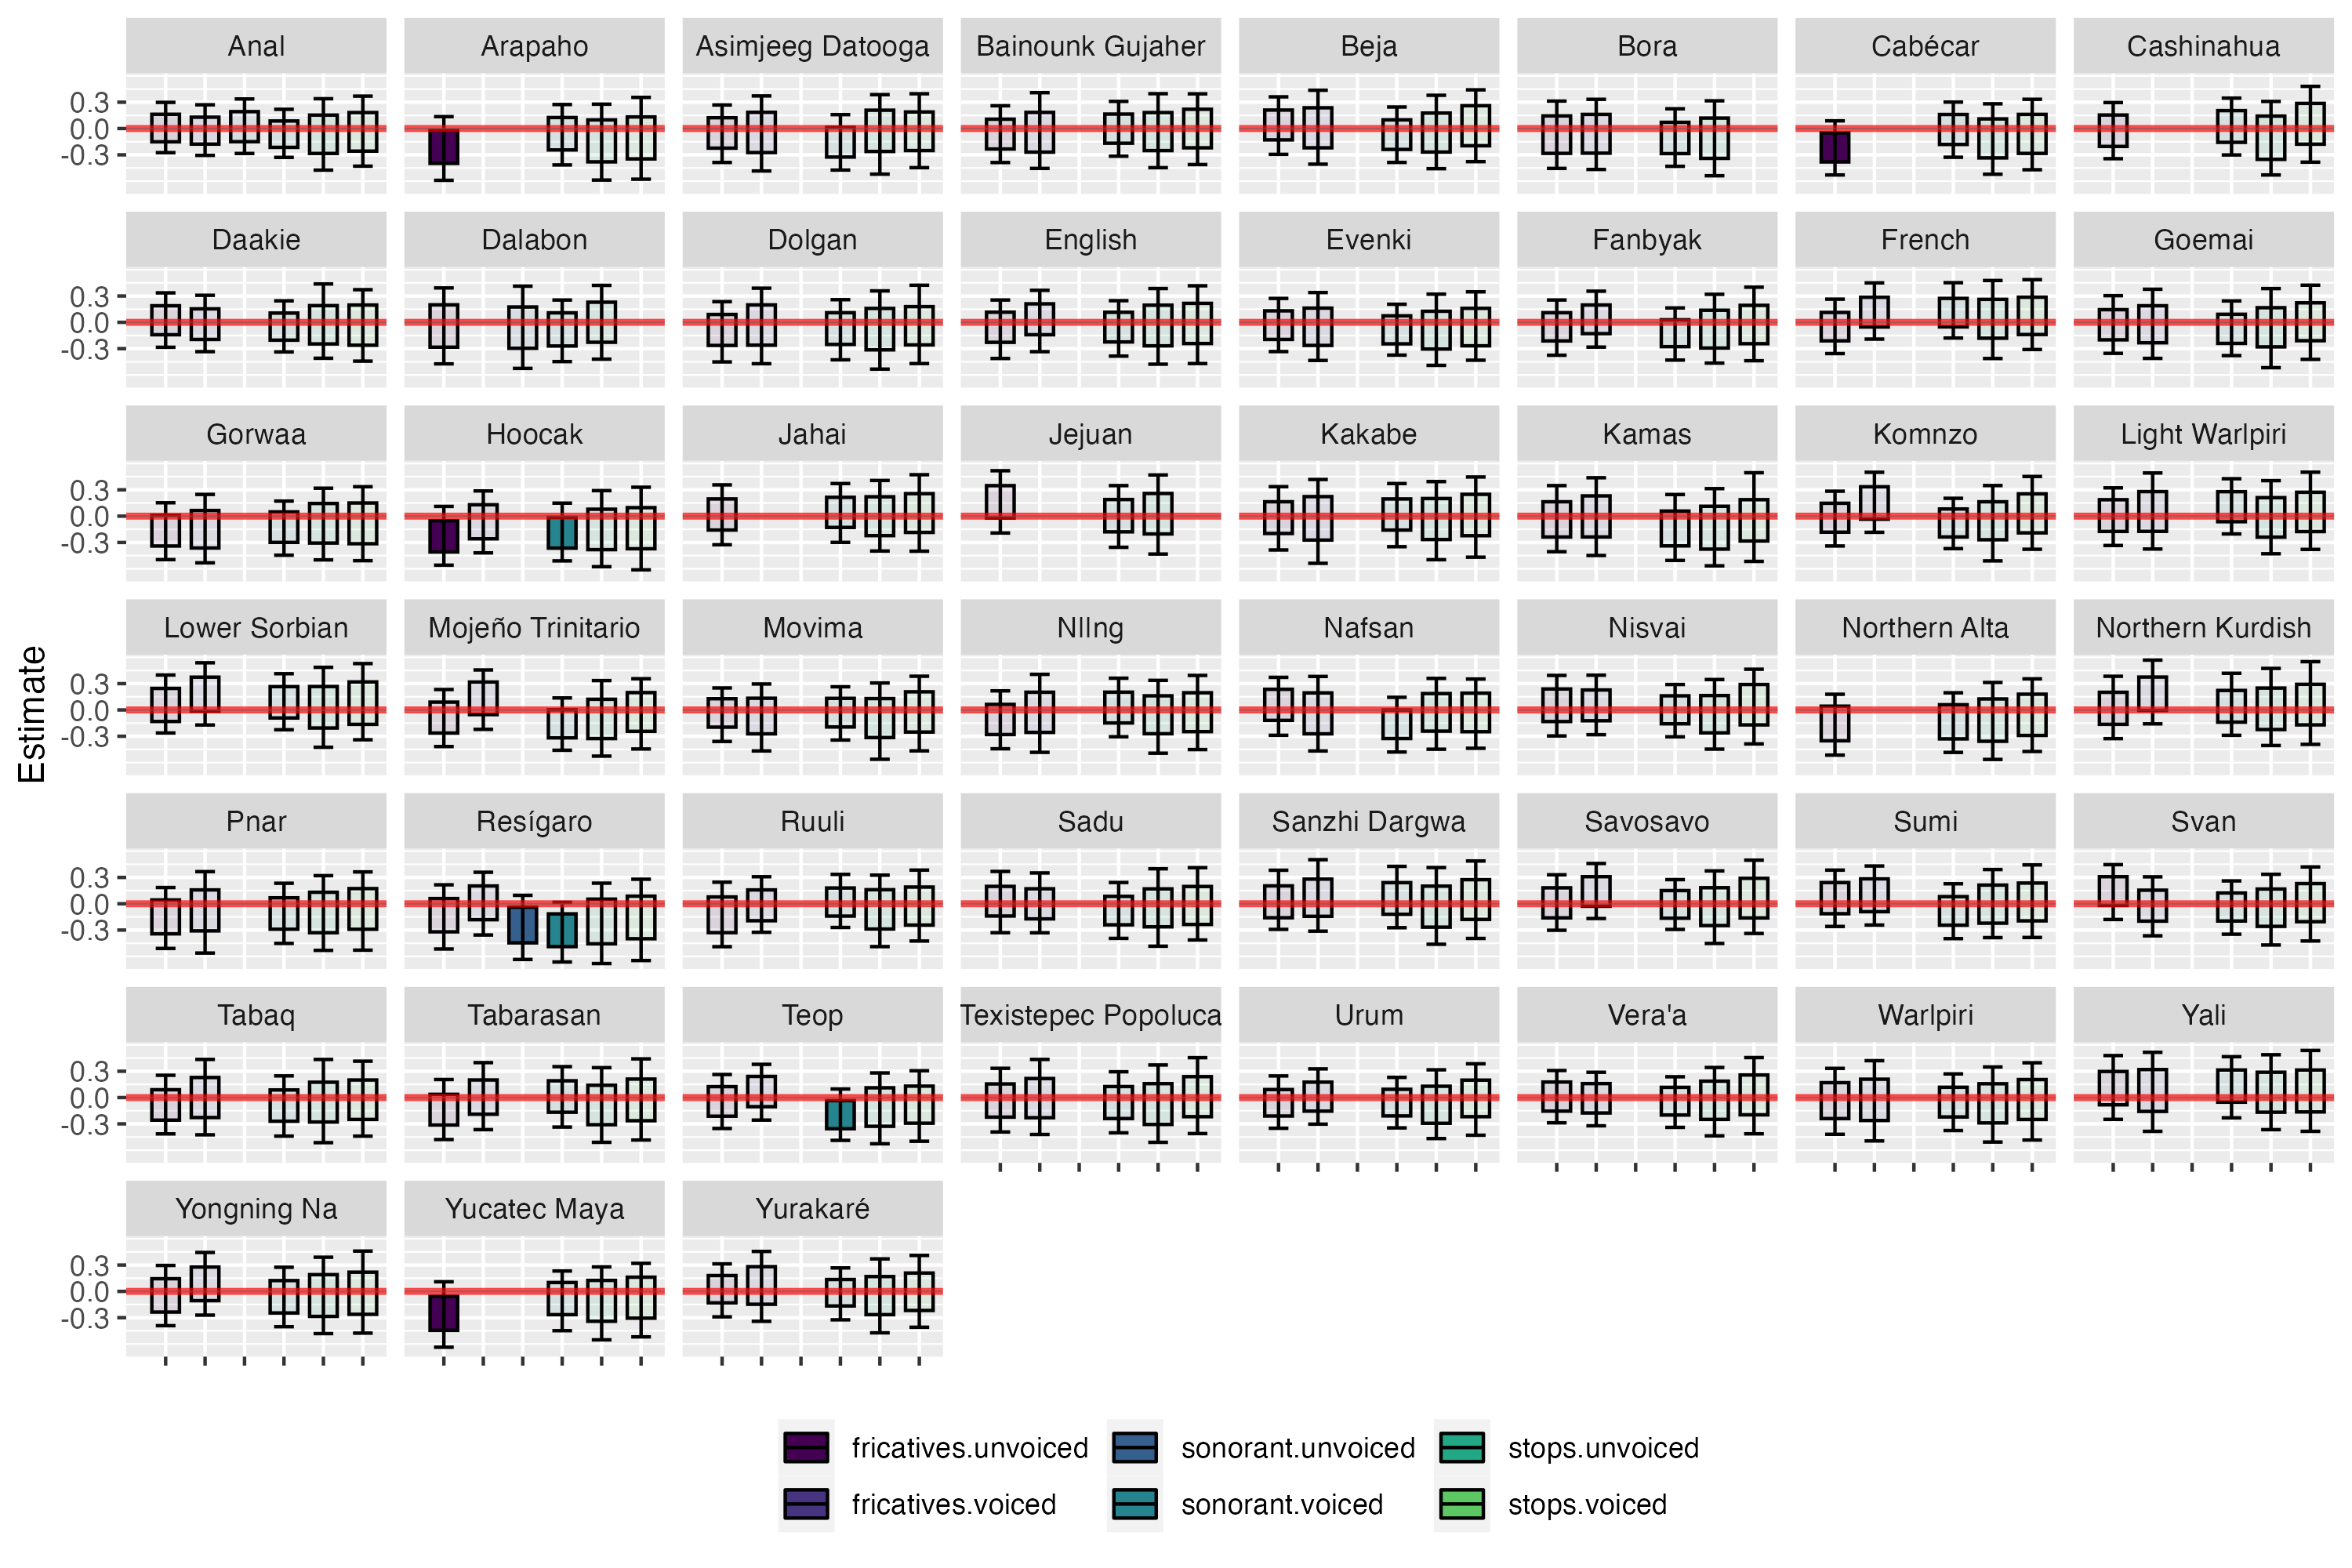 Anal Arapaho Asimjeeg Datooga Bainounk Gujaher Beja Bora Cabécar Cashinahua
0.3
0.0
-0.3
Daakie Dalabon Dolgan English Evenki Fanbyak French Goemai
0.3
0.0
-0.3
Gorwaa Hoocak Jahai Jejuan Kakabe Kamas Komnzo Light Warlpiri
0.3
0.0
-0.3
Lower Sorbian Mojeño Trinitario Movima NllNg Nafsan Nisvai Northern Alta Northern Kurdish
0.3
0.0
-0.3
Estimate
Pnar Resígaro Ruuli Sadu Sanzhi Dargwa Savosavo Sumi Svan
0.3
0.0
-0.3
Tabaq Tabarasan Teop Texistepec Popoluca Urum Vera'a Warlpiri Yali
0.3
0.0
-0.3
Yongning Na Yucatec Maya Yurakaré
0.3
0.0
-0.3
fricatives.unvoiced sonorant.unvoiced stops.unvoiced
fricatives.voiced sonorant.voiced stops.voiced